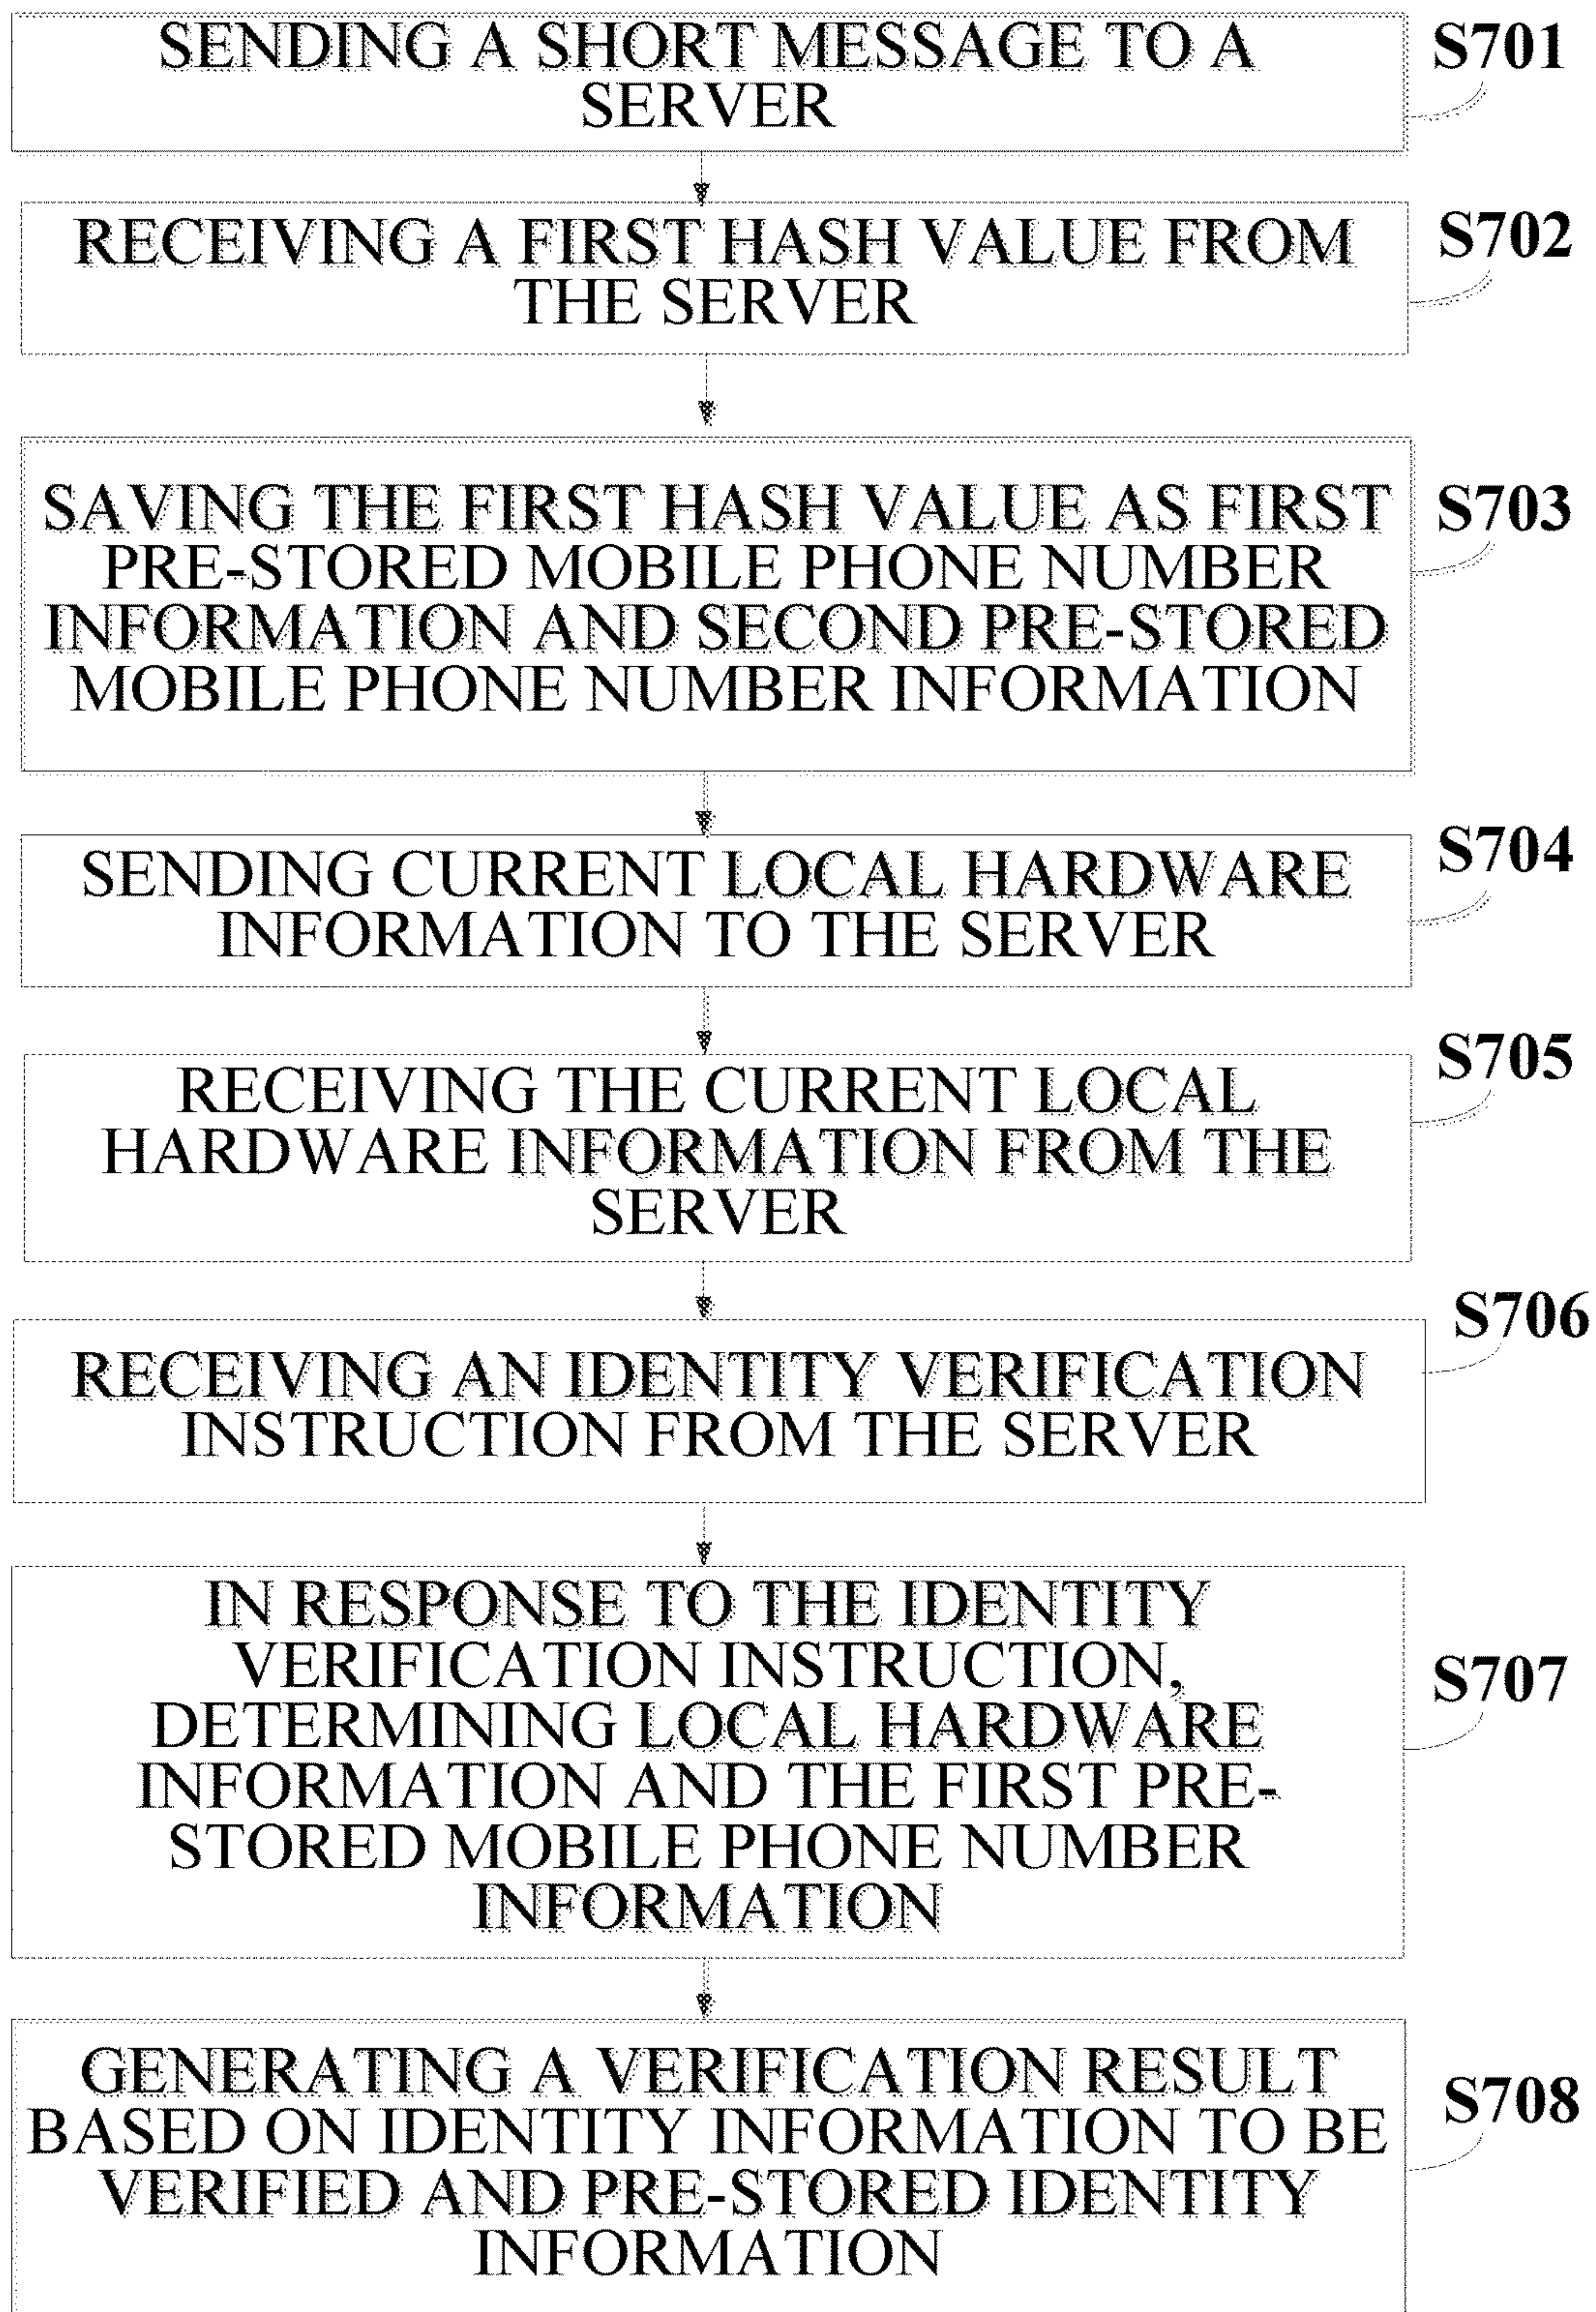 SENDING A SHORT MESSAGE TO A
SERVER
S701
RECEIVING A FIRST HASH VALUE FROM
THE SERVER
S702
SAVING THE FIRST HASH VALUE AS FIRST
PRE-STORED MOBILE PHONE NUMBER
INFORMATION AND SECOND PRE-STORED
MOBILE PHONE NUMBER INFORMATION
S703
SENDING CURRENT LOCAL HARDWARE
INFORMATION TO THE SERVER
S704
RECEIVING THE CURRENT LOCAL
HARDWARE INFORMATION FROM THE
SERVER
S705
RECEIVING AN IDENTITY VERIFICATION
INSTRUCTION FROM THE SERVER
S706
IN RESPONSE TO THE IDENTITY
VERIFICATION INSTRUCTION,
DETERMINING LOCAL HARDWARE
INFORMATION AND THE FIRST PRE-
STORED MOBILE PHONE NUMBER
INFORMATION
S707
GENERATING A VERIFICATION RESULT
BASED ON IDENTITY INFORMATION TO BE
VERIFIED AND PRE-STORED IDENTITY
INFORMATION
S708